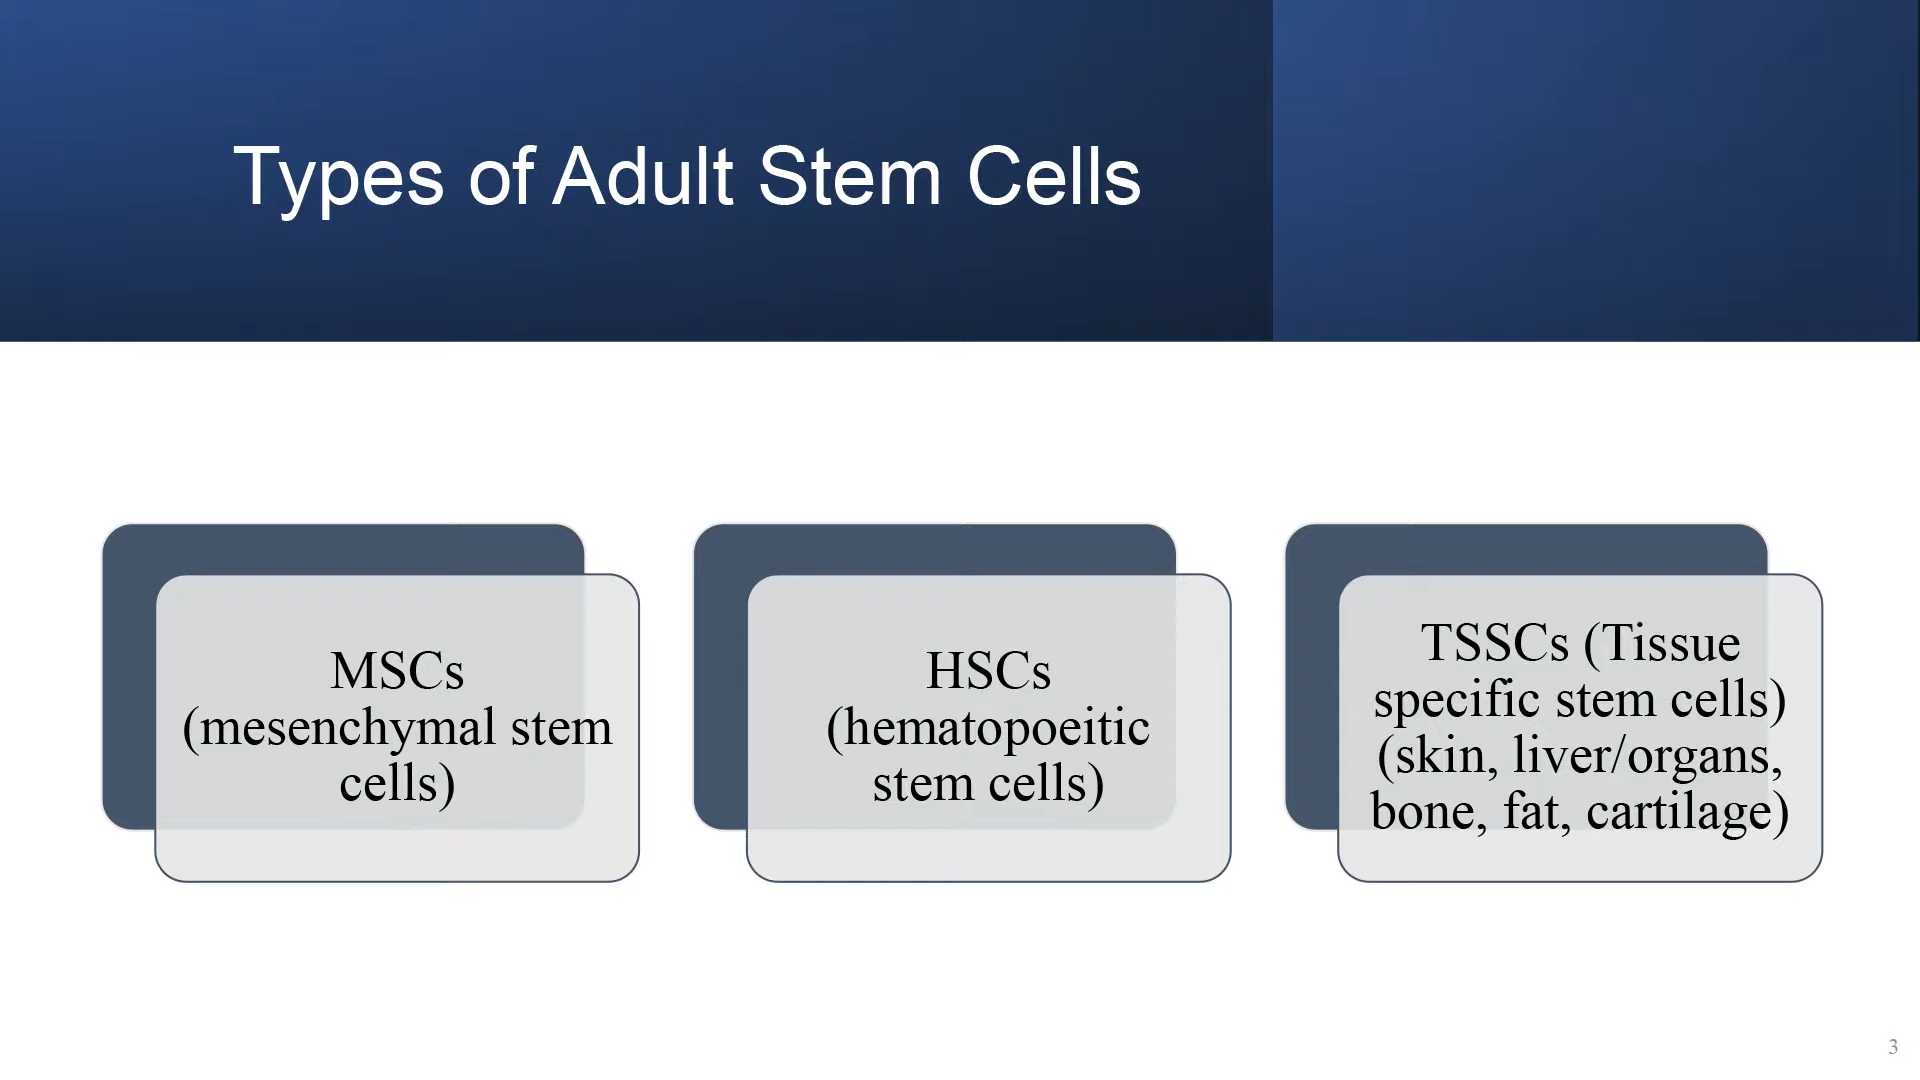 Types of Adult Stem Cells
MSCs
(mesenchymal stem
cells)
HSCs
(hematopoeitic
stem cells)
TSSCs (Tissue
specific stem cells)
(skin, liver/organs,
bone, fat, cartilage)
3